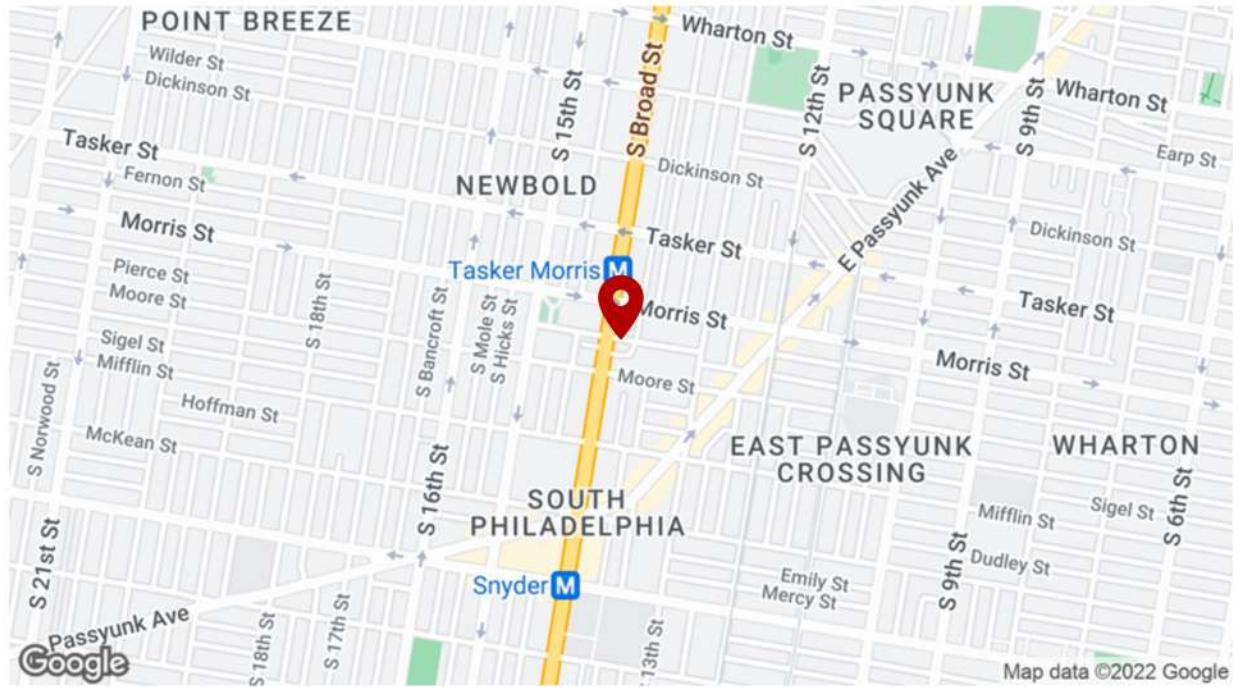 POINT BREEZE
Wharton St
Wilder St
Dickinson St
S 15th St
S Broad St
S 12th St
PASSYUNK
SQUARE
S 9th St
Wharton St
Tasker St
Fernon St
NEWBOLD
Dickinson St
E Passyunk Ave
Earp St
Morris St
Tasker St
Dickinson St
Pierce St
Moore St
S 18th St
Tasker Morris
M
Morris St
Tasker St
Sigel St
Mifflin St
S Bancroft St
S Mole St
S Hicks St
Moore St
Morris St
Hoffman St
McKean St
S Norwood St
S 16th St
SOUTH
PHILADELPHIA
EAST PASSYUNK
CROSSING
WHARTON
Sigel St
S 6th St
Mifflin St
S 21st St
Snyder
M
S 9th St
Dudley St
Emily St
Mercy St
Passyunk Ave
S 18th St
S 17th St
S 13th St
Google
Map data ©2022 Google